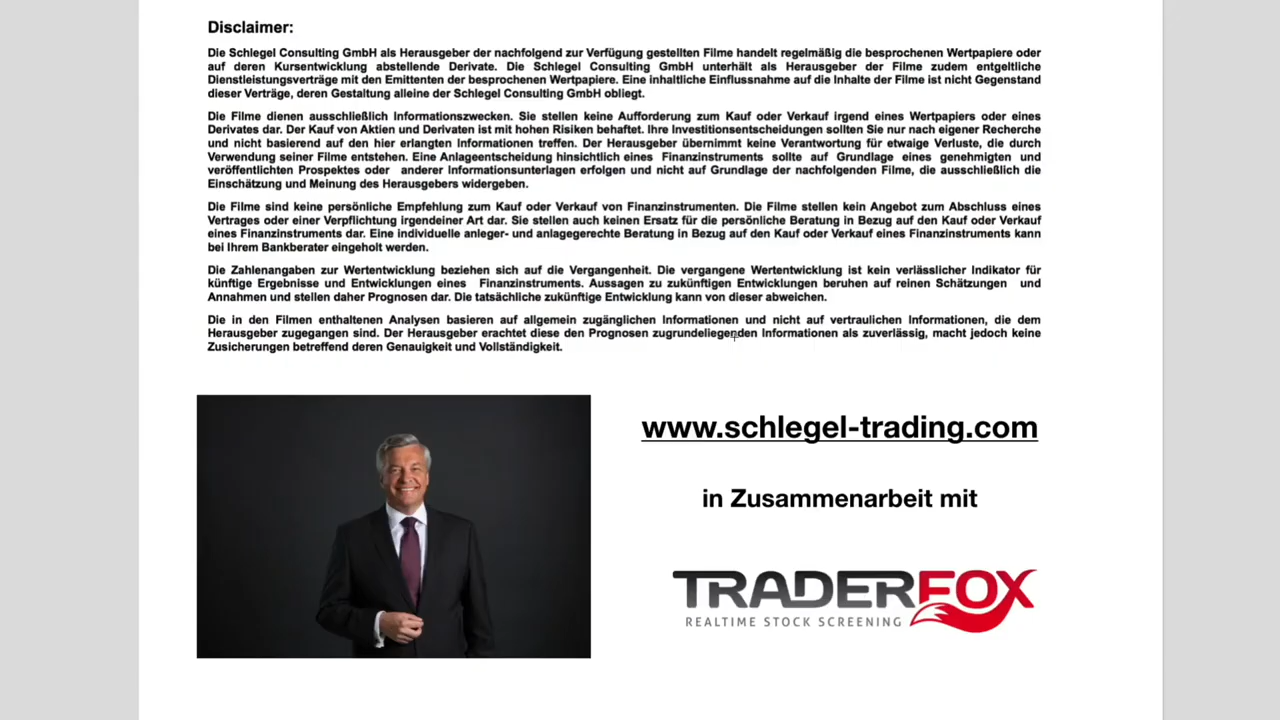 Disclaimer:
Die Schlegel Consulting GmbH als Herausgeber der nachfolgend zur Verfügung gestellten Filme handelt regelmäßig die besprochenen Wertpapiere oder
auf deren Kursentwicklung abstellende Derivate. Die Schlegel Consulting GmbH unterhält als Herausgeber der Filme zudem entgeltliche
Dienstleistungsverträge mit den Emittenten der besprochenen Wertpapiere. Eine inhaltliche Einflussnahme auf die Inhalte der Filme ist nicht Gegenstand
dieser Verträge, deren Gestaltung alleine der Schlegel Consulting GmbH obliegt.
Die Filme dienen ausschließlich Informationszwecken. Sie stellen keine Aufforderung zum Kauf oder Verkauf irgend eines Wertpapiers oder eines
Derivates dar. Der Kauf von Aktien und Derivaten ist mit hohen Risiken behaftet. Ihre Investitionsentscheidungen sollten Sie nur nach eigener Recherche
und nicht basierend auf den hier erlangten Informationen treffen. Der Herausgeber übernimmt keine Verantwortung für etwaige Verluste, die durch
Verwendung seiner Filme entstehen. Eine Anlageentscheidung hinsichtlich eines Finanzinstruments sollte auf Grundlage eines genehmigten und
veröffentlichten Prospektes oder anderer Informationsunterlagen erfolgen und nicht auf Grundlage der nachfolgenden Filme, die ausschließlich die
Einschätzung und Meinung des Herausgebers widergeben.
Die Filme sind keine persönliche Empfehlung zum Kauf oder Verkauf von Finanzinstrumenten. Die Filme stellen kein Angebot zum Abschluss eines
Vertrages oder einer Verpflichtung irgendeiner Art dar. Sie stellen auch keinen Ersatz für die persönliche Beratung in Bezug auf den Kauf oder Verkauf
eines Finanzinstruments dar. Eine individuelle anleger- und anlagegerechte Beratung in Bezug auf den Kauf oder Verkauf eines Finanzinstruments kann
bei Ihrem Bankberater eingeholt werden.
Die Zahlenangaben zur Wertentwicklung beziehen sich auf die Vergangenheit. Die vergangene Wertentwicklung ist kein verlässlicher Indikator für
künftige Ergebnisse und Entwicklungen eines Finanzinstruments. Aussagen zu zukünftigen Entwicklungen beruhen auf reinen Schätzungen und
Annahmen und stellen daher Prognosen dar. Die tatsächliche zukünftige Entwicklung kann von dieser abweichen.
Die in den Filmen enthaltenen Analysen basieren auf allgemein zugänglichen Informationen und nicht auf vertraulichen Informationen, die dem
Herausgeber zugegangen sind. Der Herausgeber erachtet diese den Prognosen zugrundeliegenden Informationen als zuverlässig, macht jedoch keine
Zusicherungen betreffend deren Genauigkeit und Vollständigkeit.
www.schlegel-trading.com
in Zusammenarbeit mit
TRADERFOX
REALTIME STOCK SCREENING